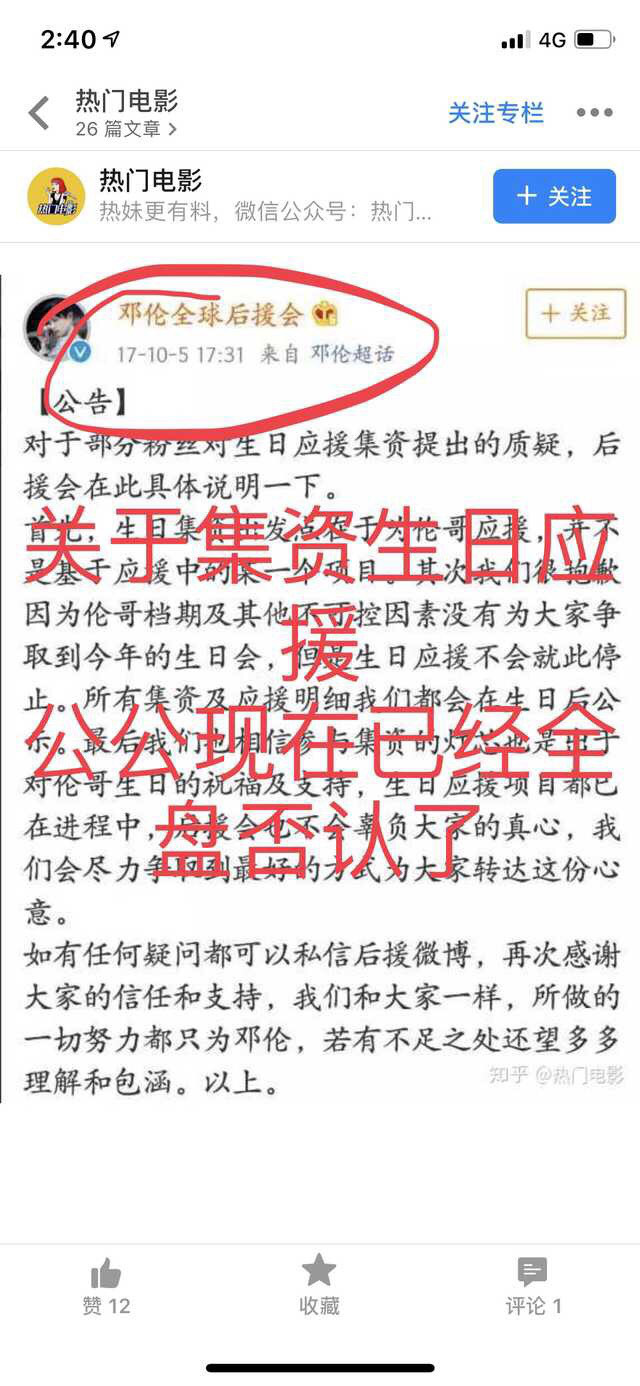 2:40
4G
热门电影
26 篇文章
关注专栏
热门电影
热门电影
热妹更有料，微信公众号：热门...
+ 关注
邓伦全球后援会
+ 关注
17-10-5 17:31 来自 邓伦超话
【公告】
对于部分粉丝对生日应援集资提出的质疑，后
援会在此具体说明一下。
首先，生日集资出发点在于为伦哥应援，并不
是基于应援中的某一个项目。其次我们很抱歉
因为伦哥档期及其他不可控因素没有为大家争
取到今年的生日会，但是生日应援不会就此停
止。所有集资及应援明细我们都会在生日后公
示。最后我们也相信参与集资的灯芯也是出于
对伦哥生日的祝福及支持，生日应援项目都已
在进程中，后援会也不会辜负大家的真心，我
们会尽力争取到最好的方式为大家转达这份心
意。
如有任何疑问都可以私信后援微博，再次感谢
大家的信任和支持，我们和大家一样，所做的
一切努力都只为邓伦，若有不足之处还望多多
理解和包涵。以上。
关于集资生日应
援
公公现在已经全
盘否认了
知乎 @热门电影
赞 12
收藏
评论 1